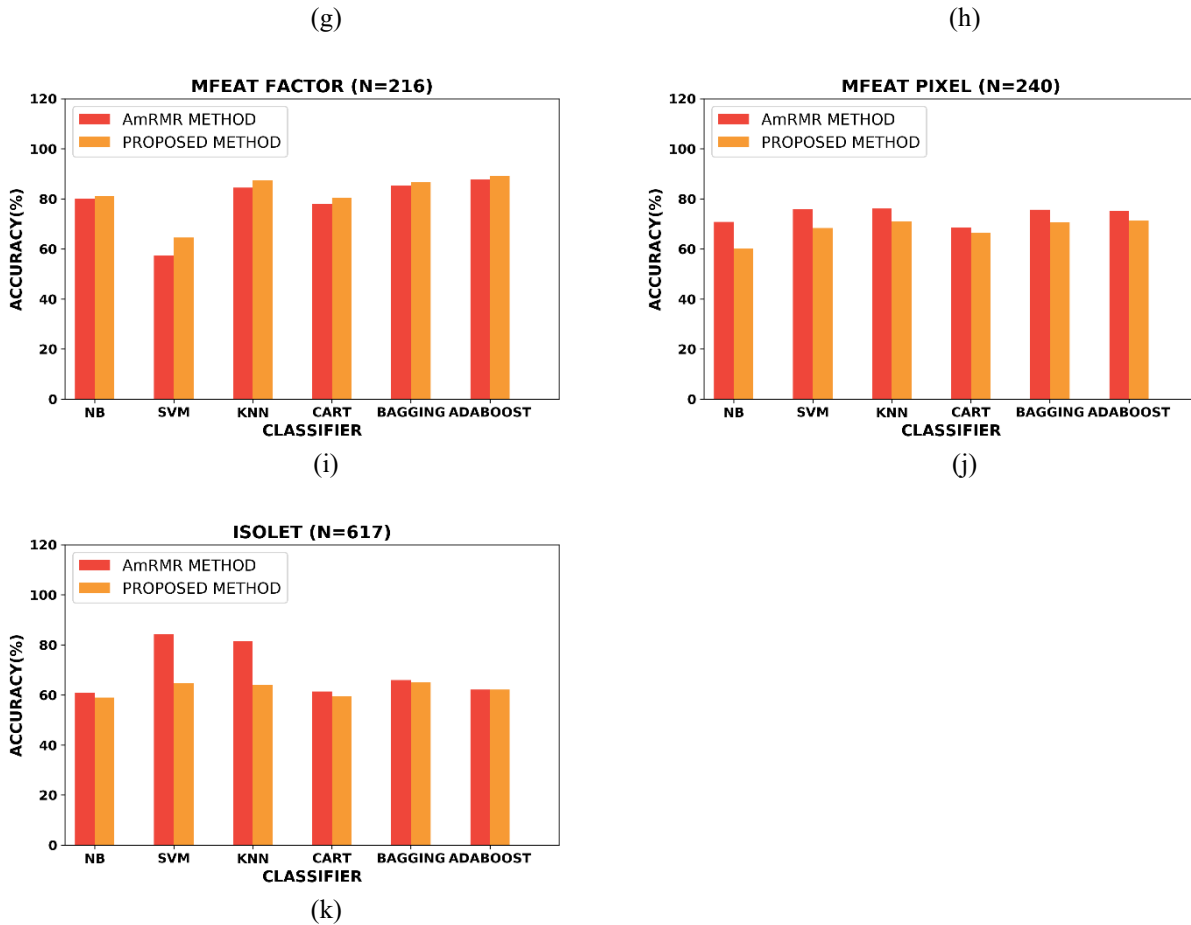 (g)
(h)
MFEAT FACTOR (N=216)
120
100
80
60
40
20
0
ACCURACY(%)
AmRMR METHOD
PROPOSED METHOD
NB SVM KNN CART BAGGING ADABOOST
CLASSIFIER
(i)
MFEAT PIXEL (N=240)
120
100
80
60
40
20
0
ACCURACY(%)
AmRMR METHOD
PROPOSED METHOD
NB SVM KNN CART BAGGING ADABOOST
CLASSIFIER
(j)
ISOLET (N=617)
120
100
80
60
40
20
0
ACCURACY(%)
AmRMR METHOD
PROPOSED METHOD
NB SVM KNN CART BAGGING ADABOOST
CLASSIFIER
(k)